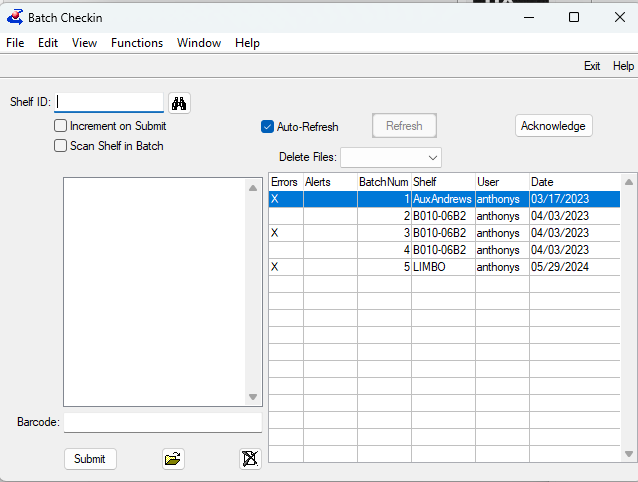 Batch Checkin
File Edit View Functions Window Help
Exit Help
Shelf ID:
Increment on Submit
Auto-Refresh
Refresh
Acknowledge
Scan Shelf in Batch
Delete Files:
Errors Alerts BatchNum Shelf User Date
X 1 AuxAndrews anthonys 03/17/2023
2 B010-06B2 anthonys 04/03/2023
X 3 B010-06B2 anthonys 04/03/2023
4 B010-06B2 anthonys 04/03/2023
X 5 LIMBO anthonys 05/29/2024
Barcode:
Submit